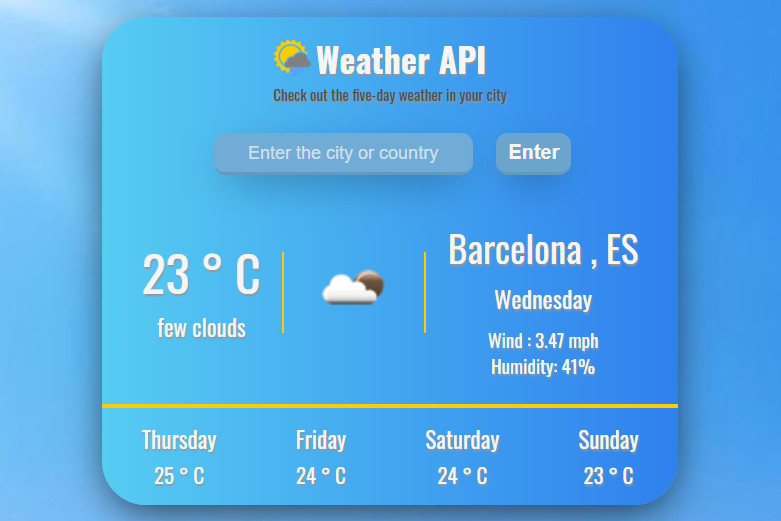 Weather API
Check out the five-day weather in your city
Enter the city or country
Enter
23 ° C
few clouds
Barcelona , ES
Wednesday
Wind : 3.47 mph
Humidity: 41%
Thursday
25 ° C
Friday
24 ° C
Saturday
24 ° C
Sunday
23 ° C